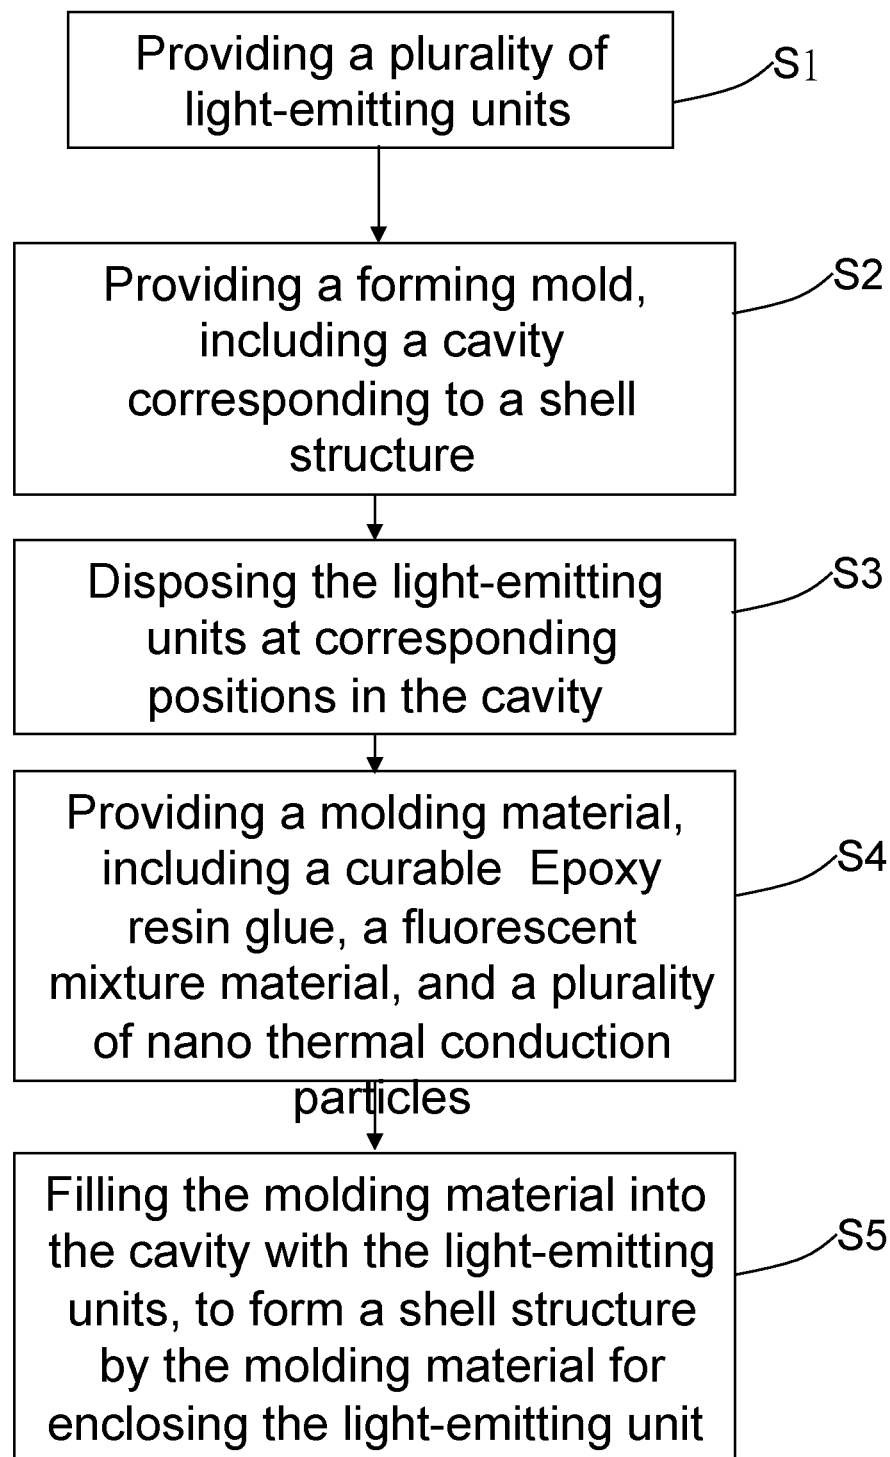 Providing a plurality of
light-emitting units
S1
Providing a forming mold,
including a cavity
corresponding to a shell
structure
S2
Disposing the light-emitting
units at corresponding
positions in the cavity
S3
Providing a molding material,
including a curable Epoxy
resin glue, a fluorescent
mixture material, and a plurality
of nano thermal conduction
particles
S4
Filling the molding material into
the cavity with the light-emitting
units, to form a shell structure
by the molding material for
enclosing the light-emitting unit
S5